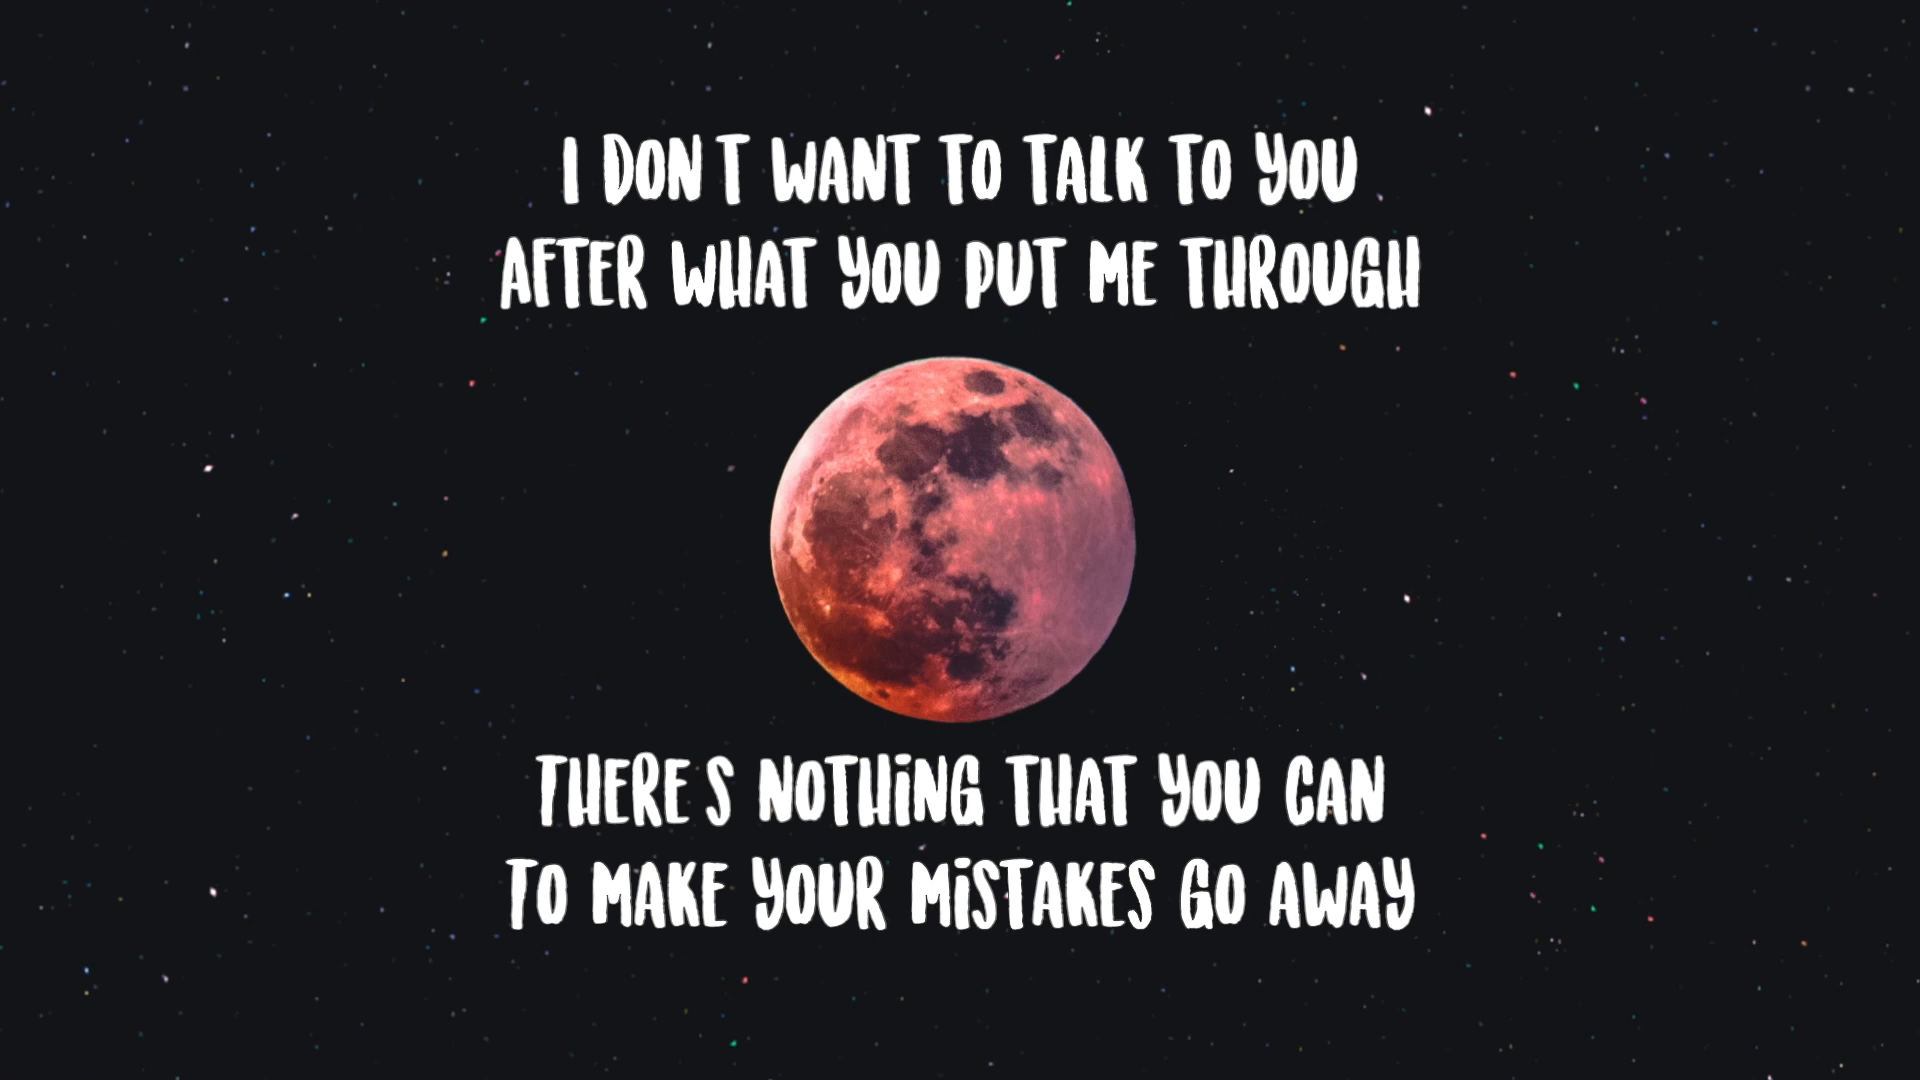 I DON T WANT TO TALK TO YOU
AFTER WHAT YOU PUT ME THROUGH
THERE S NOTHING THAT YOU CAN
TO MAKE YOUR MISTAKES GO AWAY